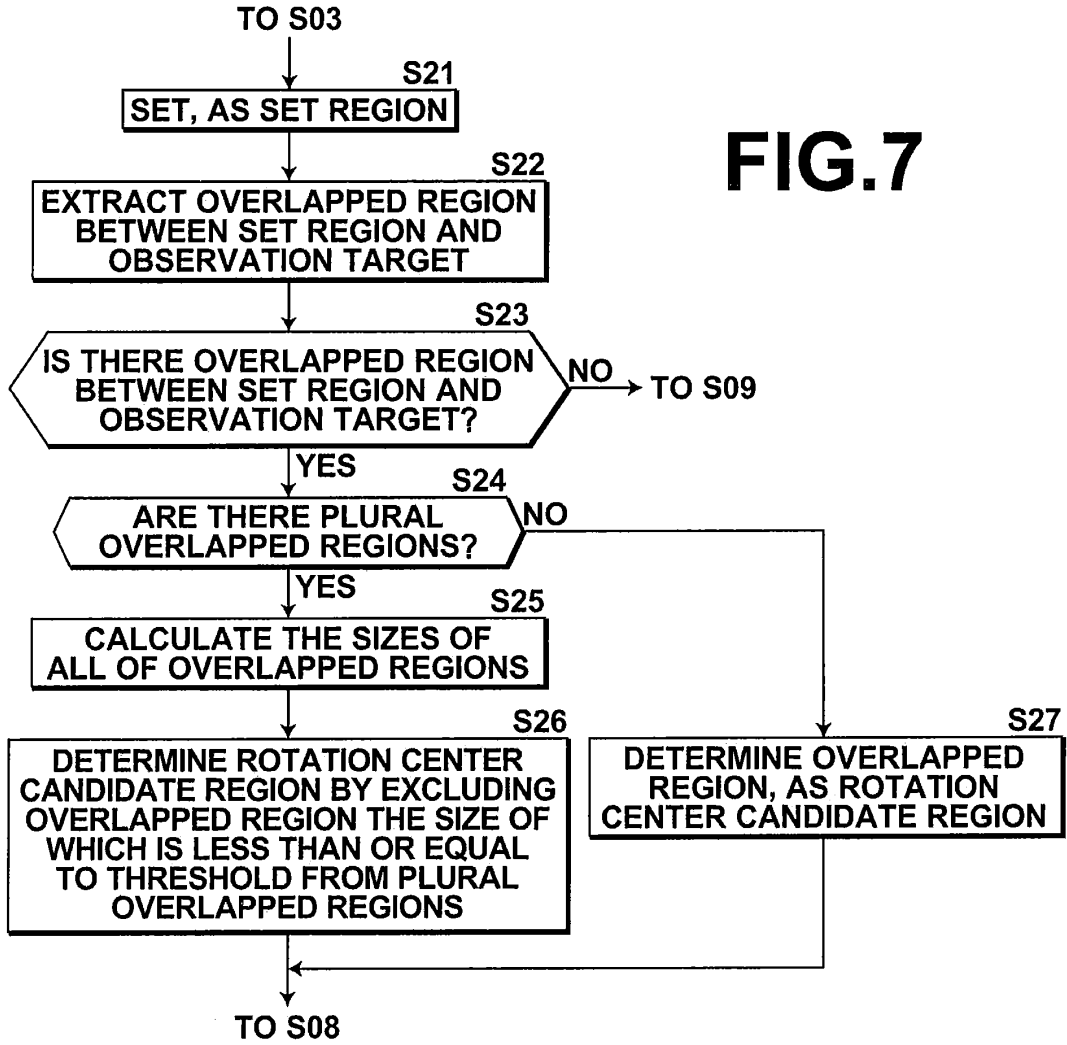 TO S03
S21
SET, AS SET REGION
FIG.7
S22
EXTRACT OVERLAPPED REGION
BETWEEN SET REGION AND
OBSERVATION TARGET
S23
IS THERE OVERLAPPED REGION
BETWEEN SET REGION AND
OBSERVATION TARGET?
NO
TO S09
YES
S24
ARE THERE PLURAL
OVERLAPPED REGIONS?
NO
YES
S25
CALCULATE THE SIZES OF
ALL OF OVERLAPPED REGIONS
S26
DETERMINE ROTATION CENTER
CANDIDATE REGION BY EXCLUDING
OVERLAPPED REGION THE SIZE OF
WHICH IS LESS THAN OR EQUAL
TO THRESHOLD FROM PLURAL
OVERLAPPED REGIONS
S27
DETERMINE OVERLAPPED
REGION, AS ROTATION
CENTER CANDIDATE REGION
TO S08